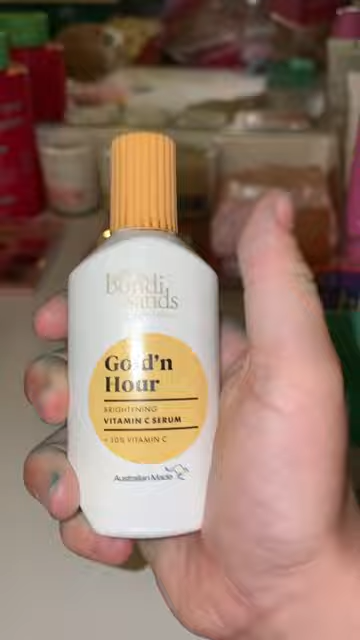 bondi
sands
Gold'n
Hour
BRIGHTENING
VITAMIN C SERUM
+ 10% VITAMIN C
Australian Made